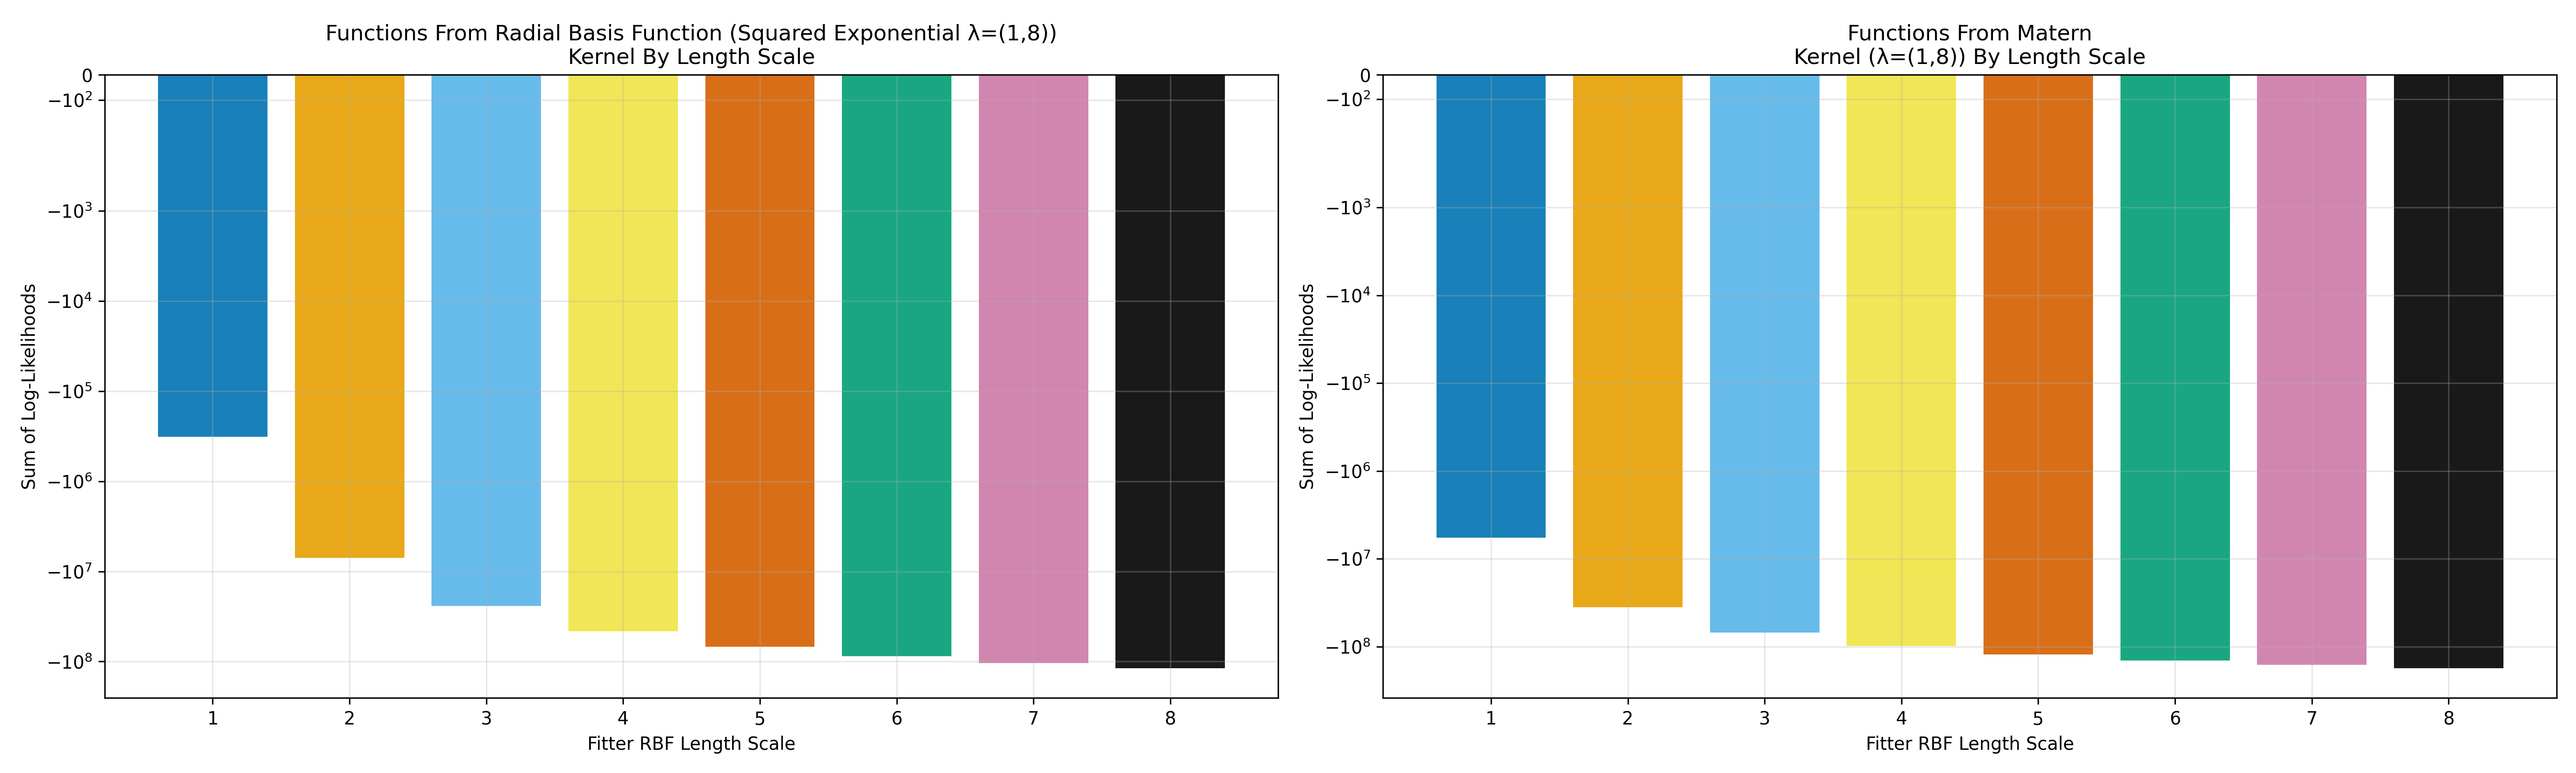 Functions From Radial Basis Function (Squared Exponential λ=(1,8))
Kernel By Length Scale
0
−10²
−10³
−10⁴
−10⁵
−10⁶
−10⁷
−10⁸
Sum of Log-Likelihoods
1 2 3 4 5 6 7 8
Fitter RBF Length Scale
Functions From Matern
Kernel (λ=(1,8)) By Length Scale
0
−10²
−10³
−10⁴
−10⁵
−10⁶
−10⁷
−10⁸
Sum of Log-Likelihoods
1 2 3 4 5 6 7 8
Fitter RBF Length Scale